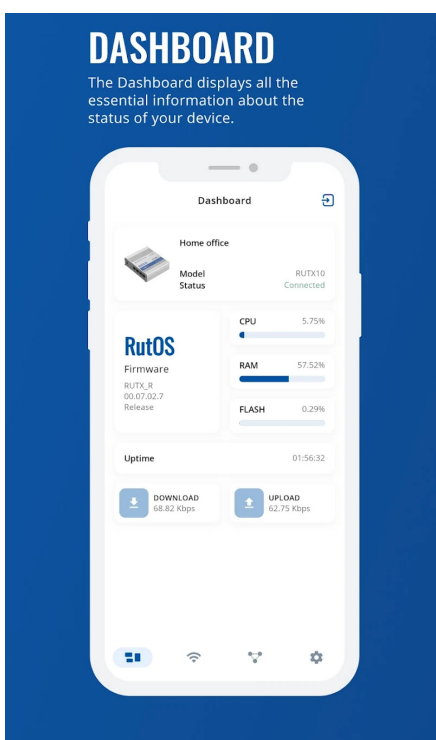 DASHBOARD
The Dashboard displays all the
essential information about the
status of your device.
Dashboard
Home office
Model RUTX10
Status Connected
RutOS
Firmware
RUTX_R
00.07.02.7
Release
CPU 5.75%
RAM 57.52%
FLASH 0.29%
Uptime 01:56:32
DOWNLOAD
68.82 Kbps
UPLOAD
62.75 Kbps